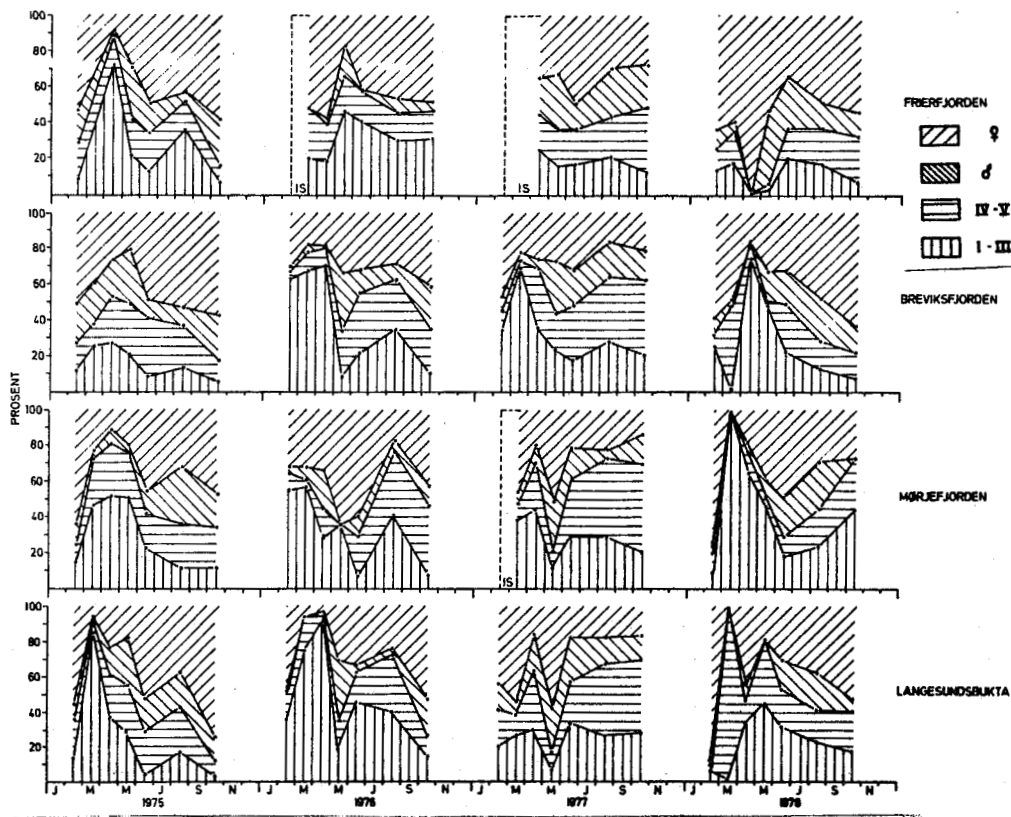 100
80
60
40
20
IS
IS
FRIERFJORDEN
♀
♂
IV - V
I - III
100
80
60
40
20
BREVIKSFJORDEN
PROSENT
100
80
60
40
20
IS
MØRJEFJORDEN
100
80
60
40
20
LANGESUNDSBUKTA
J M M J S N J M M J S N J M M J S N J M M J S N
1975 1976 1977 1978